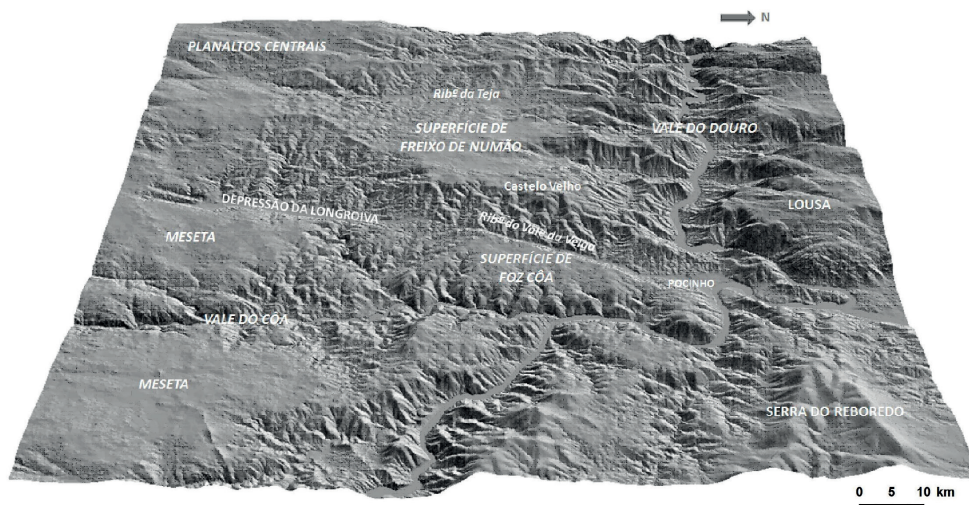 N
PLANALTOS CENTRAIS
Ribº da Teja
SUPERFÍCIE DE
FREIXO DE NUMÃO
VALE DO DOURO
Castelo Velho
LOUSA
DEPRESSÃO DA LONGROIVA
Ribº do Vale da Veiga
MESETA
SUPERFÍCIE DE
FOZ CÔA
POCINHO
VALE DO CÔA
MESETA
SERRA DO REBOREDO
0 5 10 km